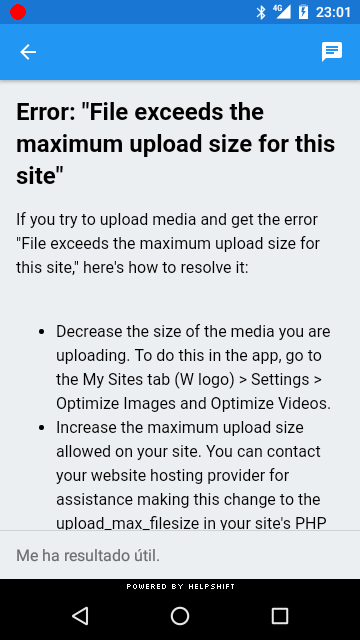 4G 23:01
Error: "File exceeds the
maximum upload size for this
site"
If you try to upload media and get the error
"File exceeds the maximum upload size for
this site," here's how to resolve it:
• Decrease the size of the media you are
uploading. To do this in the app, go to
the My Sites tab (W logo) > Settings >
Optimize Images and Optimize Videos.
• Increase the maximum upload size
allowed on your site. You can contact
your website hosting provider for
assistance making this change to the
upload_max_filesize in your site's PHP
Me ha resultado útil.
POWERED BY HELPSHIFT